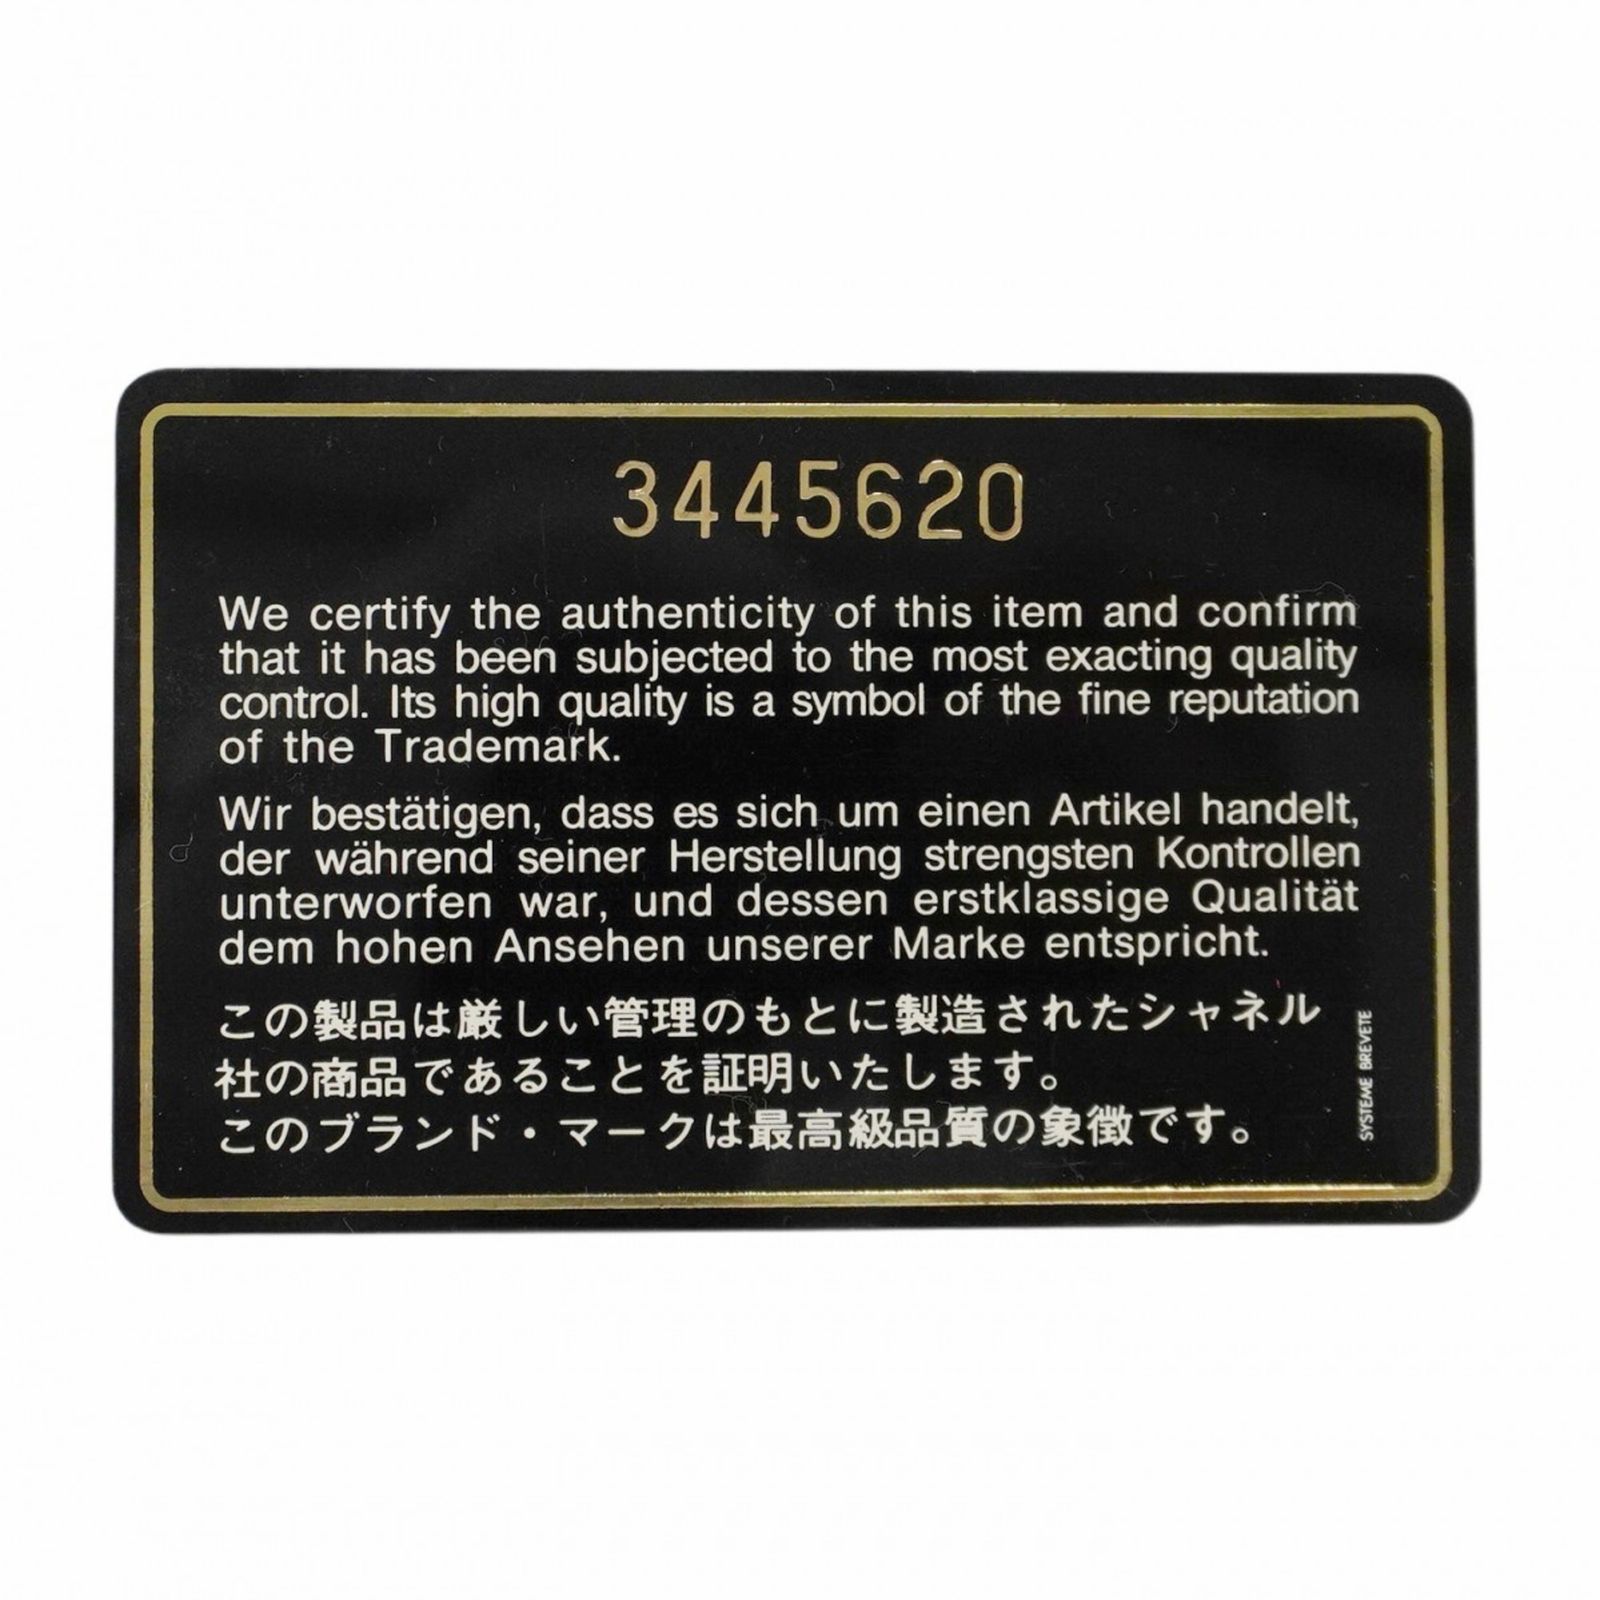 3445620
We certify the authenticity of this item and confirm
that it has been subjected to the most exacting quality
control. Its high quality is a symbol of the fine reputation
of the Trademark.
Wir bestätigen, dass es sich um einen Artikel handelt,
der während seiner Herstellung strengsten Kontrollen
unterworfen war, und dessen erstklassige Qualität
dem hohen Ansehen unserer Marke entspricht.
この製品は厳しい管理のもとに製造されたシャネル
社の商品であることを証明いたします。
このブランド・マークは最高級品質の象徴です。
SYSTEME BREVETE